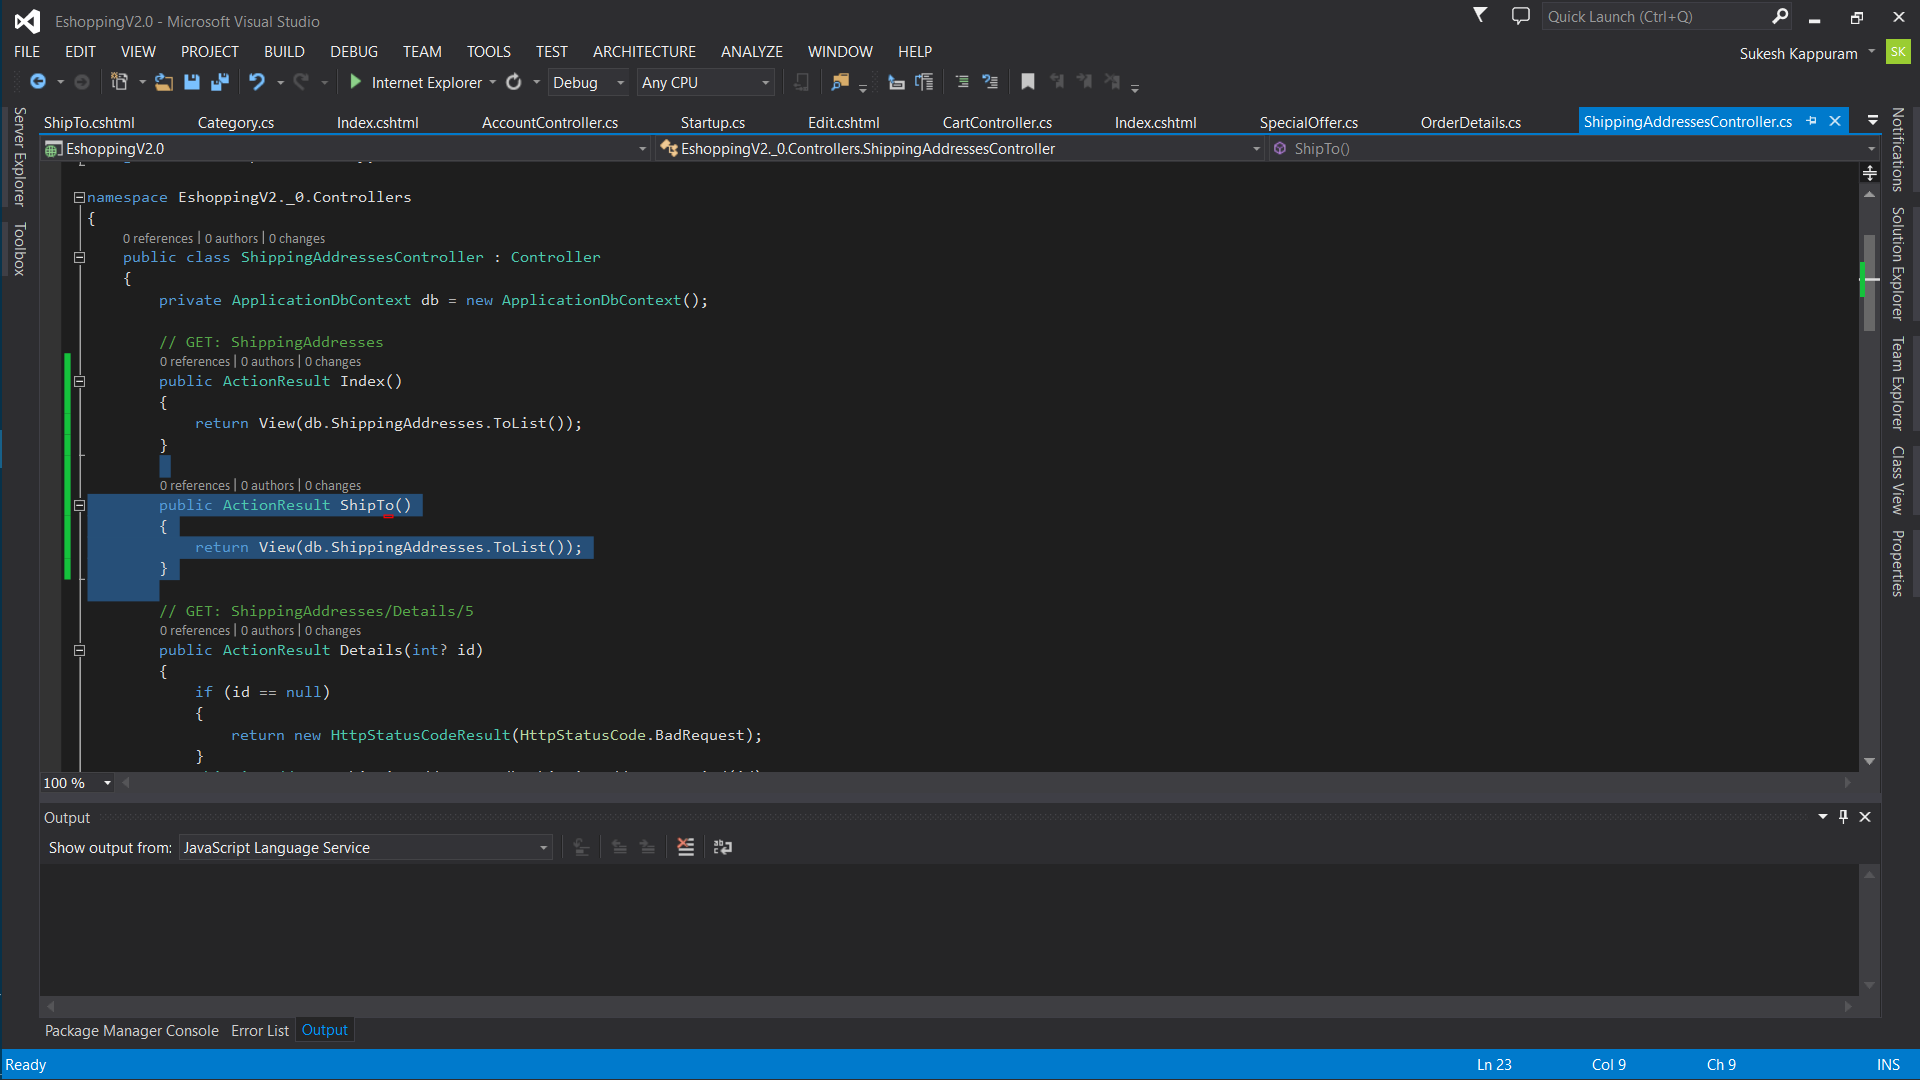 EshoppingV2.0 - Microsoft Visual Studio
Quick Launch (Ctrl+Q)
FILE EDIT VIEW PROJECT BUILD DEBUG TEAM TOOLS TEST ARCHITECTURE ANALYZE WINDOW HELP
Sukesh Kappuram SK
Internet Explorer Debug Any CPU
ShipTo.cshtml Category.cs Index.cshtml AccountController.cs Startup.cs Edit.cshtml CartController.cs Index.cshtml SpecialOffer.cs OrderDetails.cs ShippingAddressesController.cs
EshoppingV2.0 EshoppingV2._0.Controllers.ShippingAddressesController ShipTo()
Server Explorer
Toolbox
namespace EshoppingV2._0.Controllers
{
0 references | 0 authors | 0 changes
public class ShippingAddressesController : Controller
{
private ApplicationDbContext db = new ApplicationDbContext();
// GET: ShippingAddresses
0 references | 0 authors | 0 changes
public ActionResult Index()
{
return View(db.ShippingAddresses.ToList());
}
0 references | 0 authors | 0 changes
public ActionResult ShipTo()
{
return View(db.ShippingAddresses.ToList());
}
// GET: ShippingAddresses/Details/5
0 references | 0 authors | 0 changes
public ActionResult Details(int? id)
{
if (id == null)
{
return new HttpStatusCodeResult(HttpStatusCode.BadRequest);
}
100 %
Notifications
Solution Explorer
Team Explorer
Class View
Properties
Output
Show output from: JavaScript Language Service
Package Manager Console Error List Output
Ready Ln 23 Col 9 Ch 9 INS